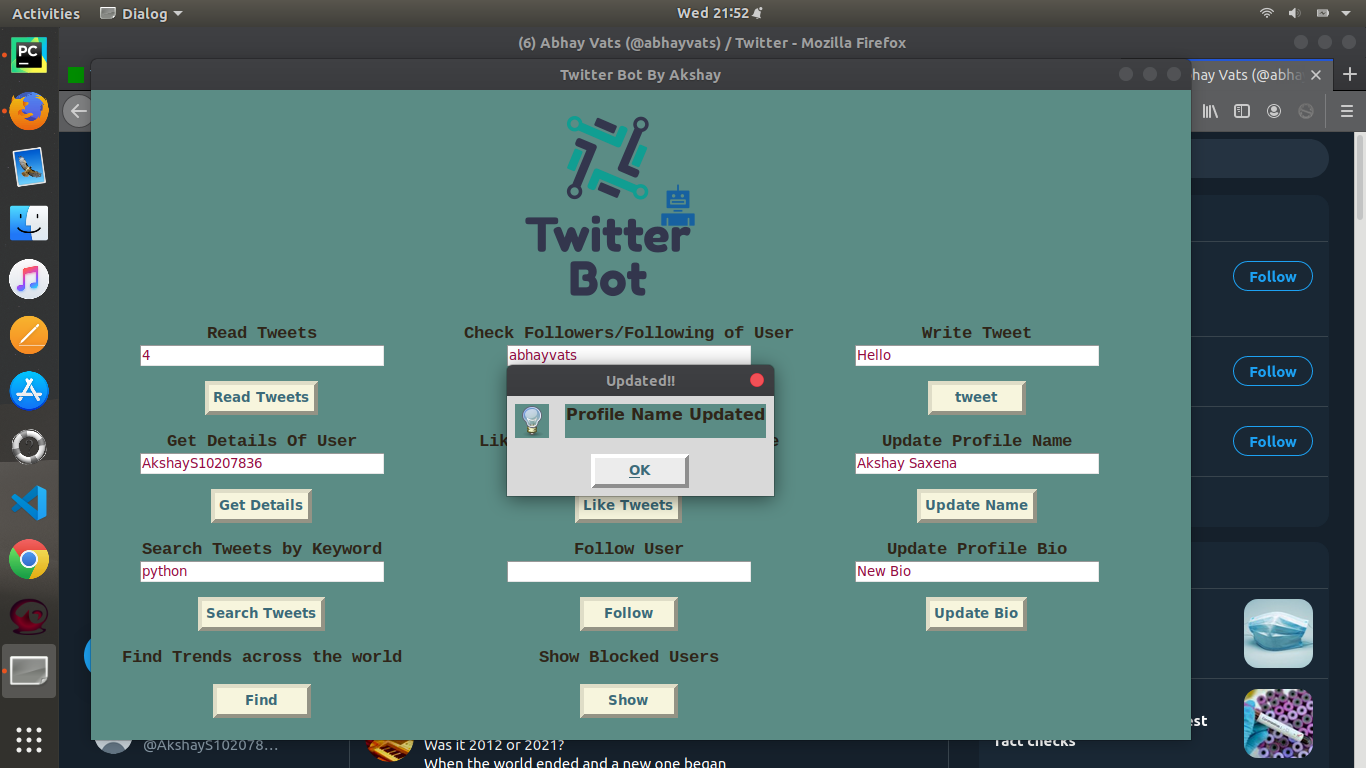 Activities
Dialog
Wed 21:52
(6) Abhay Vats (@abhayvats) / Twitter - Mozilla Firefox
Twitter Bot By Akshay
hay Vats (@abha
PC
Twitter
Bot
Read Tweets
Check Followers/Following of User
Write Tweet
4
abhayvats
Hello
Read Tweets
tweet
Updated!!
Profile Name Updated
OK
Get Details Of User
Lik
e
Update Profile Name
AkshayS10207836
Akshay Saxena
Get Details
Like Tweets
Update Name
Search Tweets by Keyword
Follow User
Update Profile Bio
python
New Bio
Search Tweets
Follow
Update Bio
Find Trends across the world
Show Blocked Users
Find
Show
Follow
Follow
Follow
est
fact checks
@AkshayS102078...
Was it 2012 or 2021?
When the world ended and a new one began